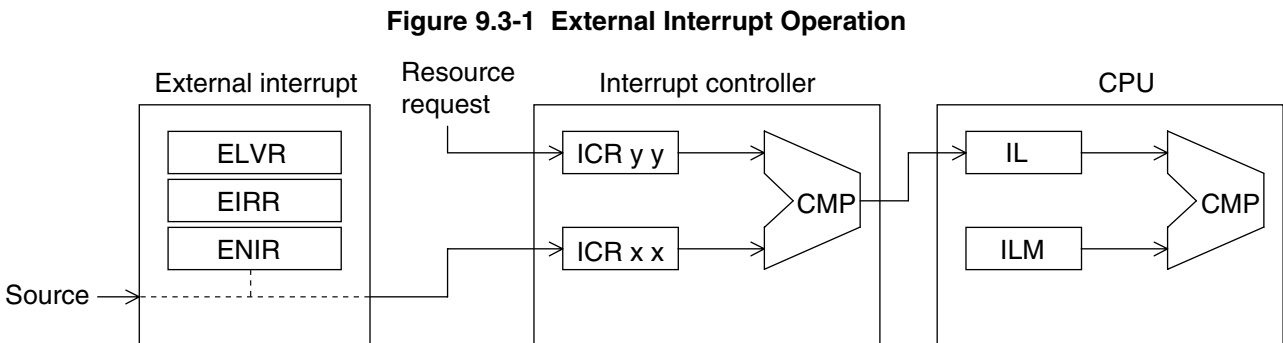 Figure 9.3-1 External Interrupt Operation
External interrupt
Resource
request
Interrupt controller
CPU
ELVR
EIRR
ENIR
Source
ICR y y
ICR x x
CMP
IL
ILM
CMP